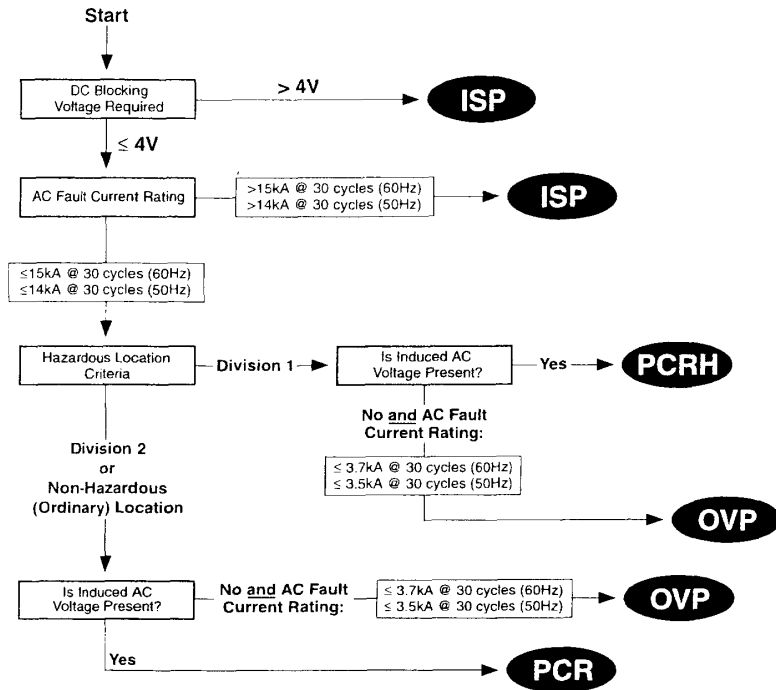 Start
DC Blocking
Voltage Required
> 4V
ISP
≤ 4V
AC Fault Current Rating
>15kA @ 30 cycles (60Hz)
>14kA @ 30 cycles (50Hz)
ISP
≤15kA @ 30 cycles (60Hz)
≤14kA @ 30 cycles (50Hz)
Hazardous Location
Criteria
Division 1
Is Induced AC
Voltage Present?
Yes
PCRH
No and AC Fault
Current Rating:
≤ 3.7kA @ 30 cycles (60Hz)
≤ 3.5kA @ 30 cycles (50Hz)
OVP
Division 2
or
Non-Hazardous
(Ordinary) Location
Is Induced AC
Voltage Present?
No and AC Fault
Current Rating:
≤ 3.7kA @ 30 cycles (60Hz)
≤ 3.5kA @ 30 cycles (50Hz)
OVP
Yes
PCR